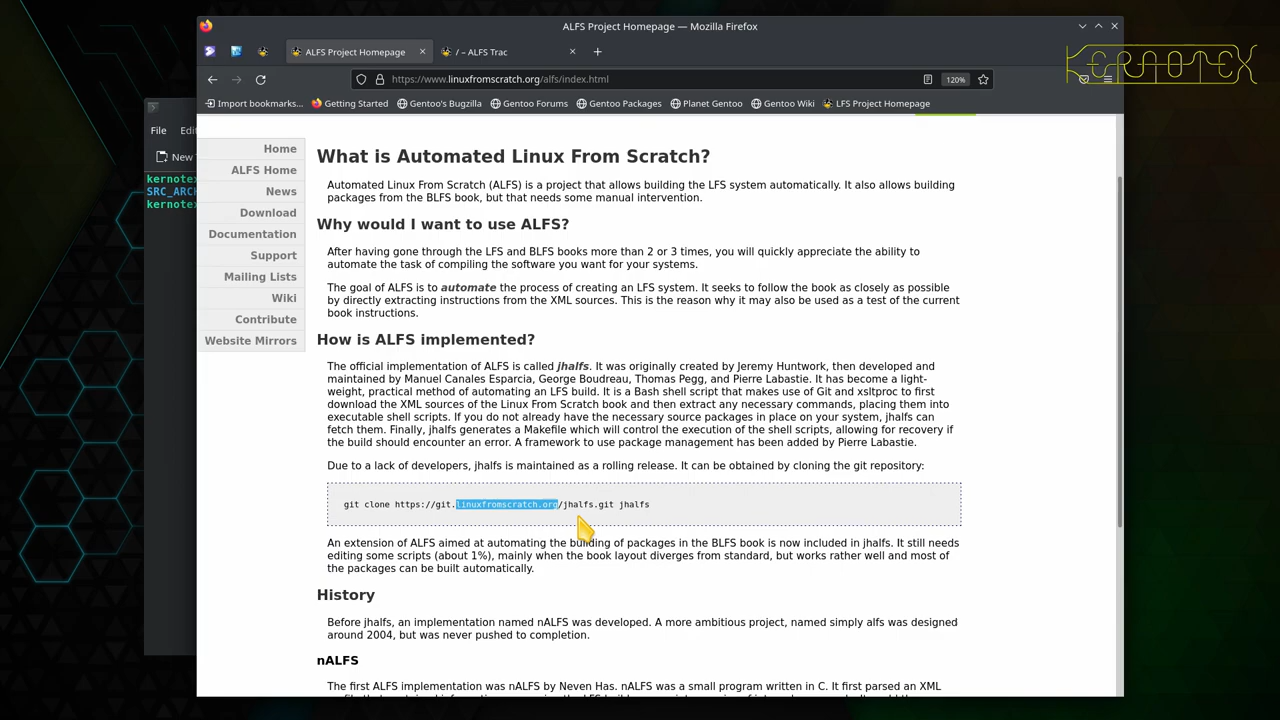 ALFS Project Homepage — Mozilla Firefox
ALFS Project Homepage
/ – ALFS Trac
https://www.linuxfromscratch.org/alfs/index.html
120%
KERNOTEX
Import bookmarks...
Getting Started
Gentoo's Bugzilla
Gentoo Forums
Gentoo Packages
Planet Gentoo
Gentoo Wiki
LFS Project Homepage
File
New
kernotex
SRC_ARC
kernotex
Home
ALFS Home
News
Download
Documentation
Support
Mailing Lists
Wiki
Contribute
Website Mirrors
What is Automated Linux From Scratch?
Automated Linux From Scratch (ALFS) is a project that allows building the LFS system automatically. It also allows building
packages from the BLFS book, but that needs some manual intervention.
Why would I want to use ALFS?
After having gone through the LFS and BLFS books more than 2 or 3 times, you will quickly appreciate the ability to
automate the task of compiling the software you want for your systems.
The goal of ALFS is to automate the process of creating an LFS system. It seeks to follow the book as closely as possible
by directly extracting instructions from the XML sources. This is the reason why it may also be used as a test of the current
book instructions.
How is ALFS implemented?
The official implementation of ALFS is called jhalfs. It was originally created by Jeremy Huntwork, then developed and
maintained by Manuel Canales Esparcia, George Boudreau, Thomas Pegg, and Pierre Labastie. It has become a light-
weight, practical method of automating an LFS build. It is a Bash shell script that makes use of Git and xsltproc to first
download the XML sources of the Linux From Scratch book and then extract any necessary commands, placing them into
executable shell scripts. If you do not already have the necessary source packages in place on your system, jhalfs can
fetch them. Finally, jhalfs generates a Makefile which will control the execution of the shell scripts, allowing for recovery if
the build should encounter an error. A framework to use package management has been added by Pierre Labastie.
Due to a lack of developers, jhalfs is maintained as a rolling release. It can be obtained by cloning the git repository:
git clone https://git.linuxfromscratch.org/jhalfs.git jhalfs
An extension of ALFS aimed at automating the building of packages in the BLFS book is now included in jhalfs. It still needs
editing some scripts (about 1%), mainly when the book layout diverges from standard, but works rather well and most of
the packages can be built automatically.
History
Before jhalfs, an implementation named nALFS was developed. A more ambitious project, named simply alfs was designed
around 2004, but was never pushed to completion.
nALFS
The first ALFS implementation was nALFS by Neven Has. nALFS was a small program written in C. It first parsed an XML